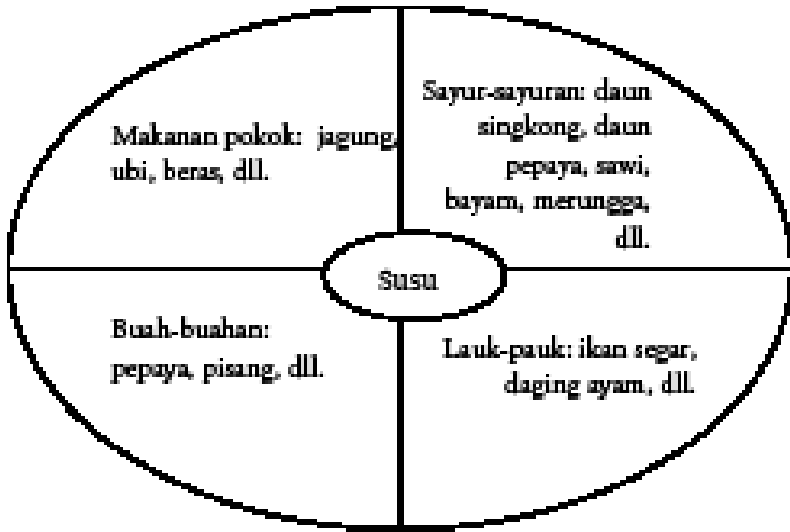 Makanan pokok: jagung,
ubi, beras, dll.
Sayur-sayuran: daun
singkong, daun
pepaya, sawi,
bayam, merungga,
dll.
Susu
Buah-buahan:
pepaya, pisang, dll.
Lauk-pauk: ikan segar,
daging ayam, dll.